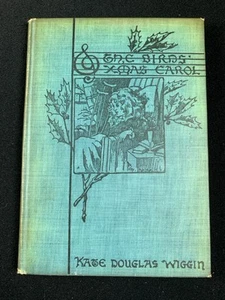 THE BIRDS'
XMAS CAROL
KATE DOUGLAS WIGGIN